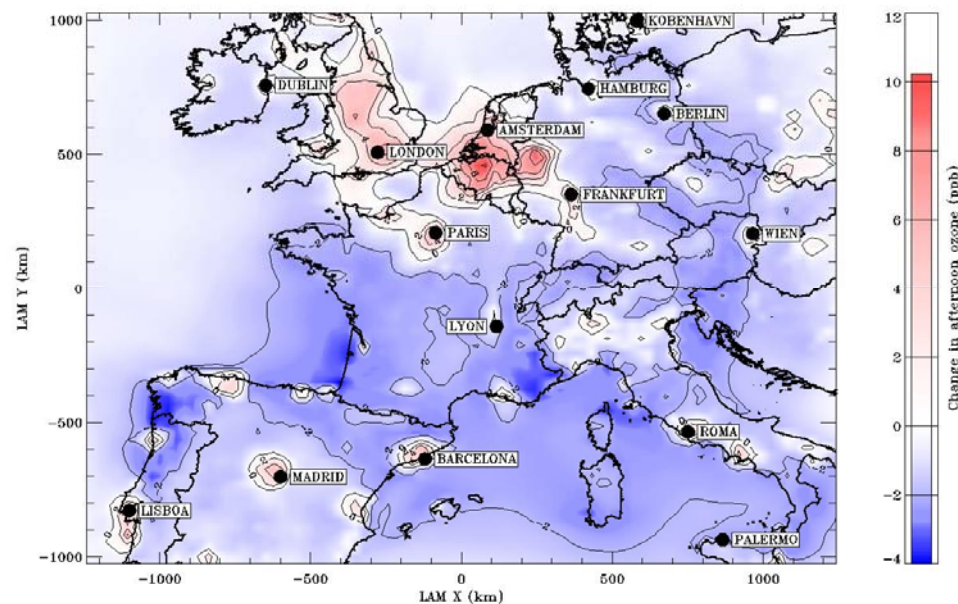 1000
500
0
−500
−1000
LAM Y (km)
−1000
−500
0
500
1000
LAM X (km)
KOBENHAVN
DUBLIN
HAMBURG
BERLIN
AMSTERDAM
LONDON
FRANKFURT
PARIS
WIEN
LYON
ROMA
BARCELONA
MADRID
LISBOA
PALERMO
12
10
8
6
4
2
0
−2
−4
Change in afternoon ozone (ppb)